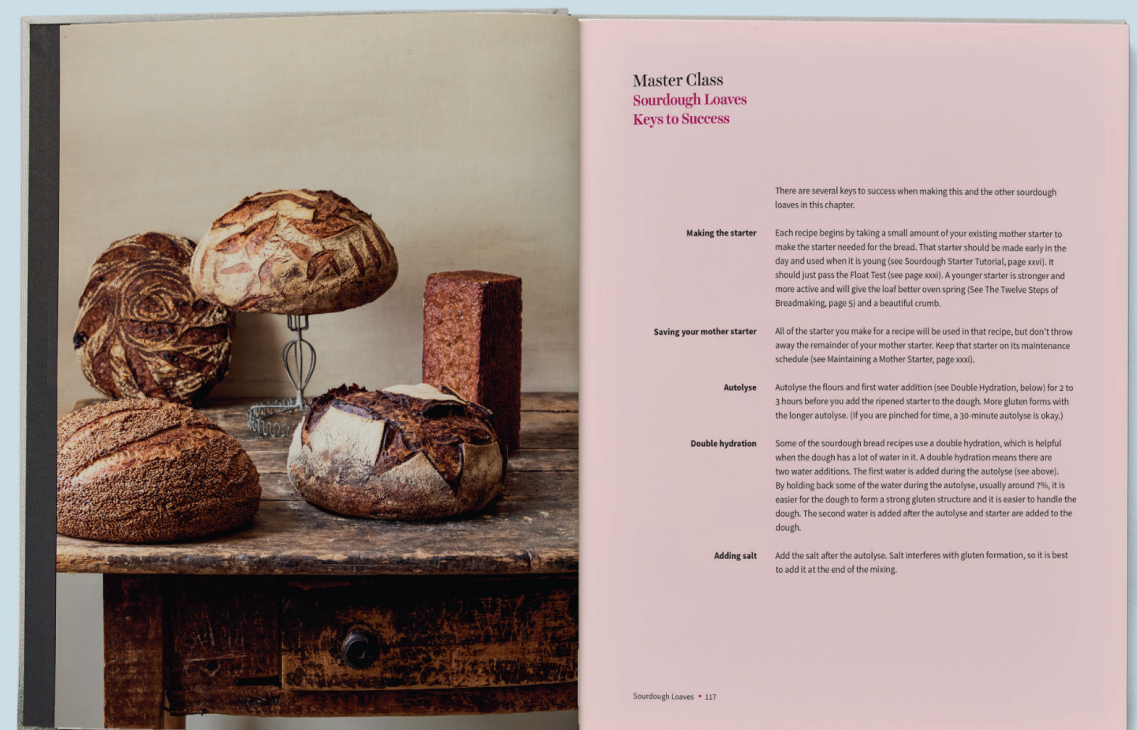 Master Class
Sourdough Loaves
Keys to Success
There are several keys to success when making this and the other sourdough
loaves in this chapter.
Making the starter
Each recipe begins by taking a small amount of your existing mother starter to
make the starter needed for the bread. That starter should be made early in the
day and used when it is young (see Sourdough Starter Tutorial, page xxvi). It
should just pass the Float Test (see page xxxi). A younger starter is stronger and
more active and will give the loaf better oven spring (See The Twelve Steps of
Breadmaking, page 5) and a beautiful crumb.
Saving your mother starter
All of the starter you make for a recipe will be used in that recipe, but don't throw
away the remainder of your mother starter. Keep that starter on its maintenance
schedule (see Maintaining a Mother Starter, page xxxi).
Autolyse
Autolyse the flours and first water addition (see Double Hydration, below) for 2 to
3 hours before you add the ripened starter to the dough. More gluten forms with
the longer autolyse. (If you are pinched for time, a 30-minute autolyse is okay.)
Double hydration
Some of the sourdough bread recipes use a double hydration, which is helpful
when the dough has a lot of water in it. A double hydration means there are
two water additions. The first water is added during the autolyse (see above).
By holding back some of the water during the autolyse, usually around 7%, it is
easier for the dough to form a strong gluten structure and it is easier to handle the
dough. The second water is added after the autolyse and starter are added to the
dough.
Adding salt
Add the salt after the autolyse. Salt interferes with gluten formation, so it is best
to add it at the end of the mixing.
Sourdough Loaves • 117